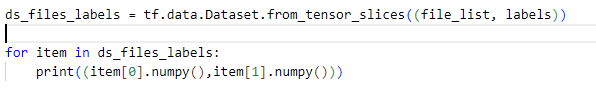 ds_files_labels = tf.data.Dataset.from_tensor_slices((file_list, labels))
for item in ds_files_labels:
    print((item[0].numpy(),item[1].numpy()))